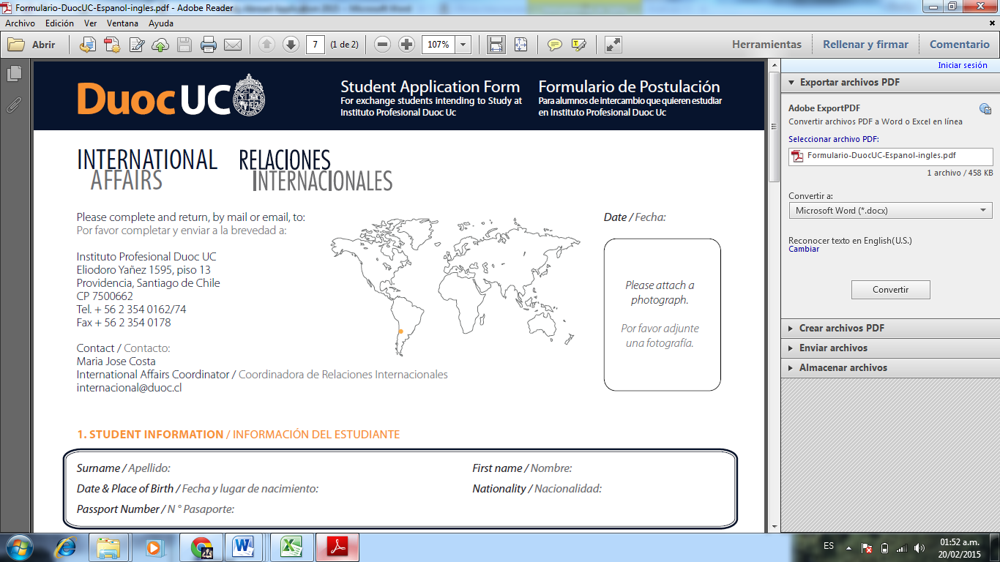 Formulario-DuocUC-Espanol-ingles.pdf - Adobe Reader
Archivo Edición Ver Ventana Ayuda
Abrir 7 (1 de 2) 107% Herramientas Rellenar y firmar Comentario
Duoc UC
Student Application Form
For exchange students intending to Study at
Instituto Profesional Duoc Uc
Formulario de Postulación
Para alumnos de intercambio que quieren estudiar
en Instituto Profesional Duoc Uc
INTERNATIONAL
AFFAIRS
RELACIONES
INTERNACIONALES
Please complete and return, by mail or email, to:
Por favor completar y enviar a la brevedad a:
Instituto Profesional Duoc UC
Eliodoro Yañez 1595, piso 13
Providencia, Santiago de Chile
CP 7500662
Tel. + 56 2 354 0162/74
Fax + 56 2 354 0178
Contact / Contacto:
Maria Jose Costa
International Affairs Coordinator / Coordinadora de Relaciones Internacionales
internacional@duoc.cl
Date / Fecha:
Please attach a
photograph.
Por favor adjunte
una fotografía.
1. STUDENT INFORMATION / INFORMACIÓN DEL ESTUDIANTE
Surname / Apellido:
First name / Nombre:
Date & Place of Birth / Fecha y lugar de nacimiento:
Nationality / Nacionalidad:
Passport Number / N ° Pasaporte:
Iniciar sesión
Exportar archivos PDF
Adobe ExportPDF
Convertir archivos PDF a Word o Excel en línea
Seleccionar archivo PDF:
Formulario-DuocUC-Espanol-ingles.pdf
1 archivo / 458 KB
Convertir a:
Microsoft Word (*.docx)
Reconocer texto en English(U.S.)
Cambiar
Convertir
Crear archivos PDF
Enviar archivos
Almacenar archivos
ES
01:52 a.m.
20/02/2015